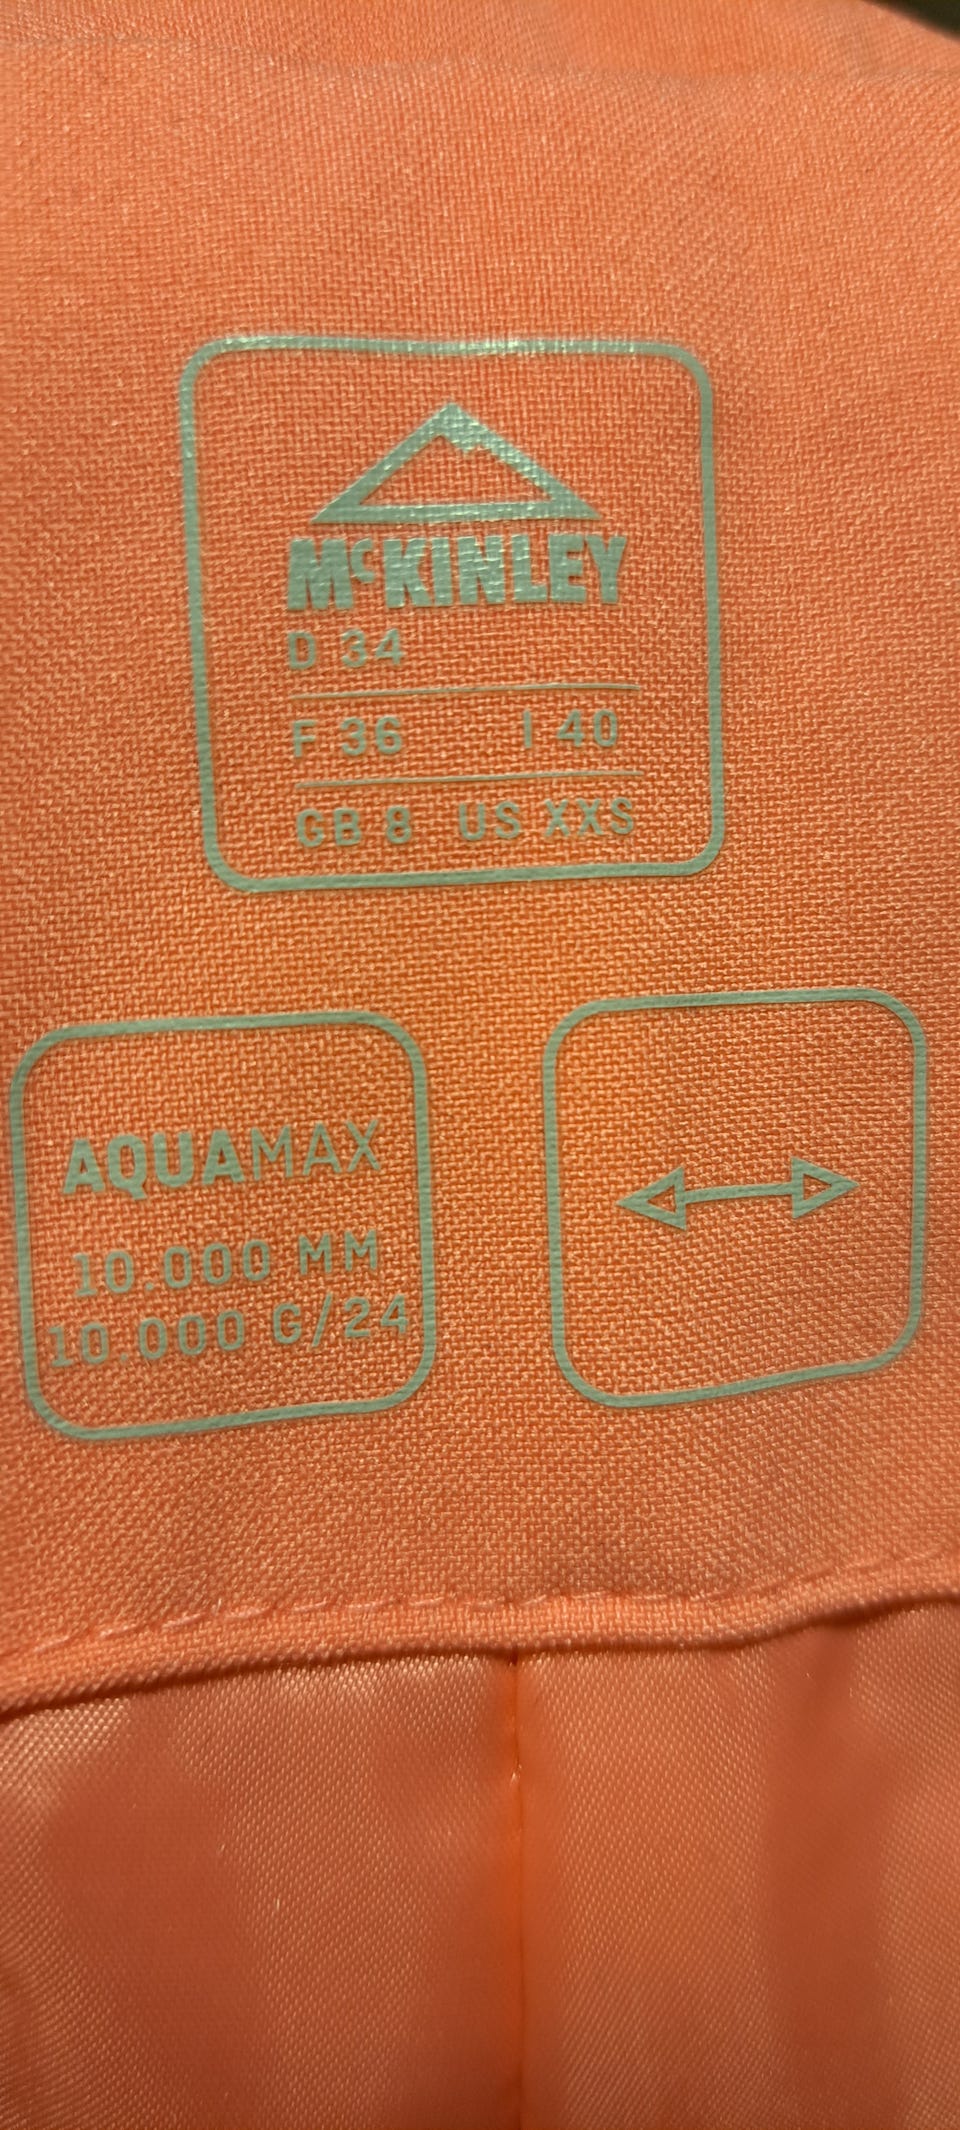 McKINLEY
D 34
F 36 I 40
GB 8 US XXS
AQUAMAX
10.000 MM
10.000 G/24